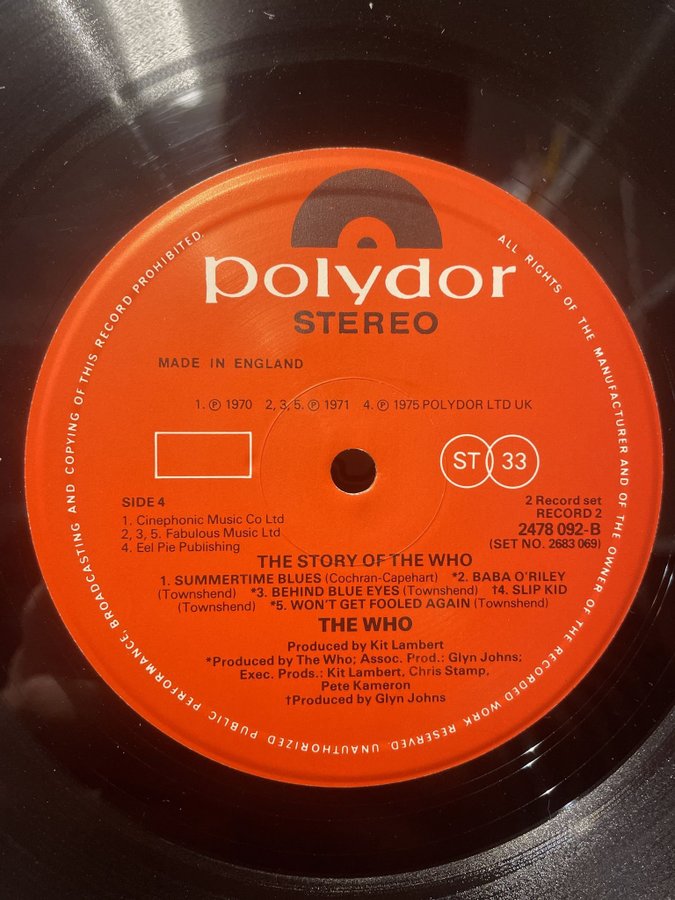 polydor
STEREO
MADE IN ENGLAND
1. ℗ 1970 2, 3, 5. ℗ 1971 4. ℗ 1975 POLYDOR LTD UK
ST 33
SIDE 4
1. Cinephonic Music Co Ltd
2, 3, 5. Fabulous Music Ltd
4. Eel Pie Publishing
2 Record set
RECORD 2
2478 092-B
(SET NO. 2683 069)
THE STORY OF THE WHO
1. SUMMERTIME BLUES (Cochran-Capehart) *2. BABA O'RILEY
(Townshend) *3. BEHIND BLUE EYES (Townshend) †4. SLIP KID
(Townshend) *5. WON'T GET FOOLED AGAIN (Townshend)
THE WHO
Produced by Kit Lambert
*Produced by The Who; Assoc. Prod.: Glyn Johns;
Exec. Prods.: Kit Lambert, Chris Stamp,
Pete Kameron
†Produced by Glyn Johns
ALL RIGHTS OF THE MANUFACTURER AND OF THE OWNER OF THE RECORDED WORK RESERVED. UNAUTHORIZED PUBLIC PERFORMANCE, BROADCASTING AND COPYING OF THIS RECORD PROHIBITED.